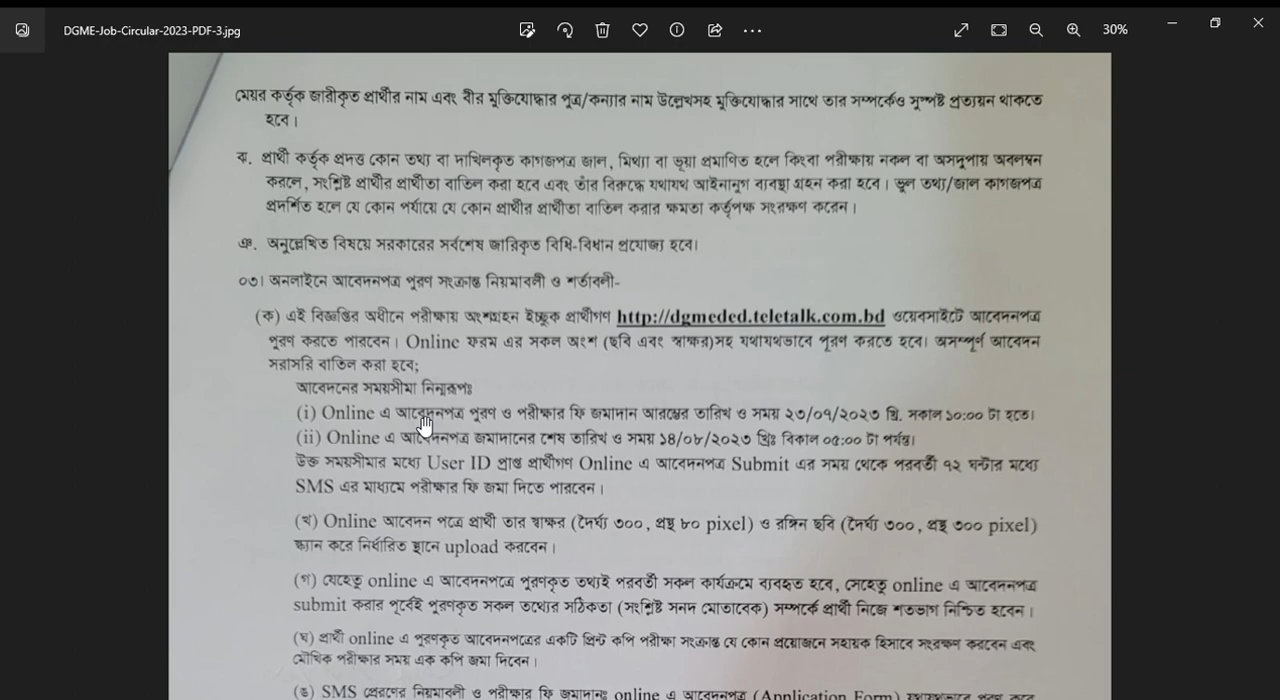 DGME-Job-Circular-2023-PDF-3.jpg
30%
মেয়র কর্তৃক জারীকৃত প্রার্থীর নাম এবং বীর মুক্তিযোদ্ধার পুত্র/কন্যার নাম উল্লেখসহ মুক্তিযোদ্ধার সাথে তার সম্পর্কেও সুস্পষ্ট প্রত্যয়ন থাকতে
হবে।
ঝ. প্রার্থী কর্তৃক প্রদত্ত কোন তথ্য বা দাখিলকৃত কাগজপত্র জাল, মিথ্যা বা ভূয়া প্রমাণিত হলে কিংবা পরীক্ষায় নকল বা অসদুপায় অবলম্বন
করলে, সংশ্লিষ্ট প্রার্থীর প্রার্থীতা বাতিল করা হবে এবং তাঁর বিরুদ্ধে যথাযথ আইনানুগ ব্যবস্থা গ্রহন করা হবে। ভুল তথ্য/জাল কাগজপত্র
প্রদর্শিত হলে যে কোন পর্যায়ে যে কোন প্রার্থীর প্রার্থীতা বাতিল করার ক্ষমতা কর্তৃপক্ষ সংরক্ষণ করেন।
ঞ. অনুল্লেখিত বিষয়ে সরকারের সর্বশেষ জারিকৃত বিধি-বিধান প্রযোজ্য হবে।
০৩। অনলাইনে আবেদনপত্র পুরণ সংক্রান্ত নিয়মাবলী ও শর্তাবলী-
(ক) এই বিজ্ঞপ্তির অধীনে পরীক্ষায় অংশগ্রহন ইচ্ছুক প্রার্থীগণ http://dgmeded.teletalk.com.bd ওয়েবসাইটে আবেদনপত্র
পুরণ করতে পারবেন। Online ফরম এর সকল অংশ (ছবি এবং স্বাক্ষর)সহ যথাযথভাবে পূরণ করতে হবে। অসম্পূর্ণ আবেদন
সরাসরি বাতিল করা হবে;
আবেদনের সময়সীমা নিম্মরূপঃ
(i) Online এ আবেদনপত্র পুরণ ও পরীক্ষার ফি জমাদান আরম্ভের তারিখ ও সময় ২৩/০৭/২০২৩ খ্রি. সকাল ১০:০০ টা হতে।
(ii) Online এ আবেদনপত্র জমাদানের শেষ তারিখ ও সময় ১৪/০৮/২০২৩ খ্রিঃ বিকাল ০৫:০০ টা পর্যন্ত।
উক্ত সময়সীমার মধ্যে User ID প্রাপ্ত প্রার্থীগণ Online এ আবেদনপত্র Submit এর সময় থেকে পরবর্তী ৭২ ঘন্টার মধ্যে
SMS এর মাধ্যমে পরীক্ষার ফি জমা দিতে পারবেন।
(খ) Online আবেদন পত্রে প্রার্থী তার স্বাক্ষর (দৈর্ঘ্য ৩০০, প্রস্থ ৮০ pixel) ও রঙ্গিন ছবি (দৈর্ঘ্য ৩০০, প্রস্থ ৩০০ pixel)
স্ক্যান করে নির্ধারিত স্থানে upload করবেন।
(গ) যেহেতু online এ আবেদনপত্রে পুরণকৃত তথ্যই পরবর্তী সকল কার্যক্রমে ব্যবহৃত হবে, সেহেতু online এ আবেদনপত্র
submit করার পূর্বেই পুরণকৃত সকল তথ্যের সঠিকতা (সংশ্লিষ্ট সনদ মোতাবেক) সম্পর্কে প্রার্থী নিজে শতভাগ নিশ্চিত হবেন।
(ঘ) প্রার্থী online এ পুরণকৃত আবেদনপত্রের একটি প্রিন্ট কপি পরীক্ষা সংক্রান্ত যে কোন প্রয়োজনে সহায়ক হিসাবে সংরক্ষণ করবেন এবং
মৌখিক পরীক্ষার সময় এক কপি জমা দিবেন।
(ঙ) SMS প্রেরণের নিয়মাবলী ও পরীক্ষার ফি জমাদানঃ online এ আবেদনপত্র (Application Form) যথাযথভাবে পুরণ করে